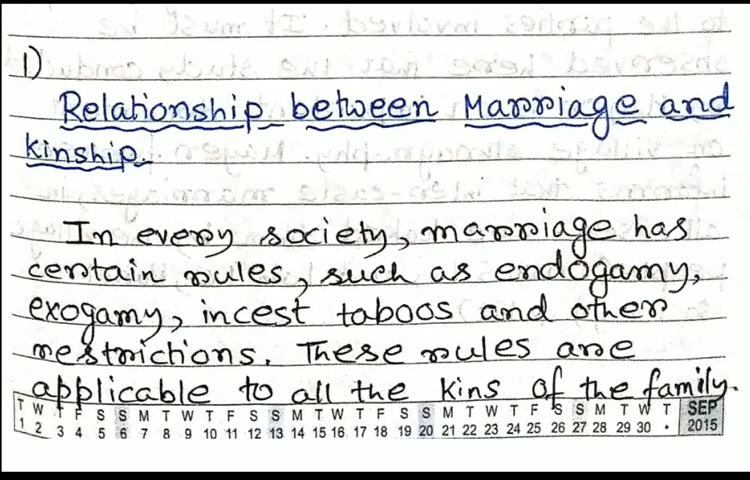 1)
Relationship between Marriage and
kinship.
In every society, marriage has
certain rules, such as endogamy,
exogamy, incest taboos and other
restrictions. These rules are
applicable to all the kins of the family.
T W T F S S M T W T F S S M T W T F S S M T W T F S S M T W T SEP
1 2 3 4 5 6 7 8 9 10 11 12 13 14 15 16 17 18 19 20 21 22 23 24 25 26 27 28 29 30 • 2015